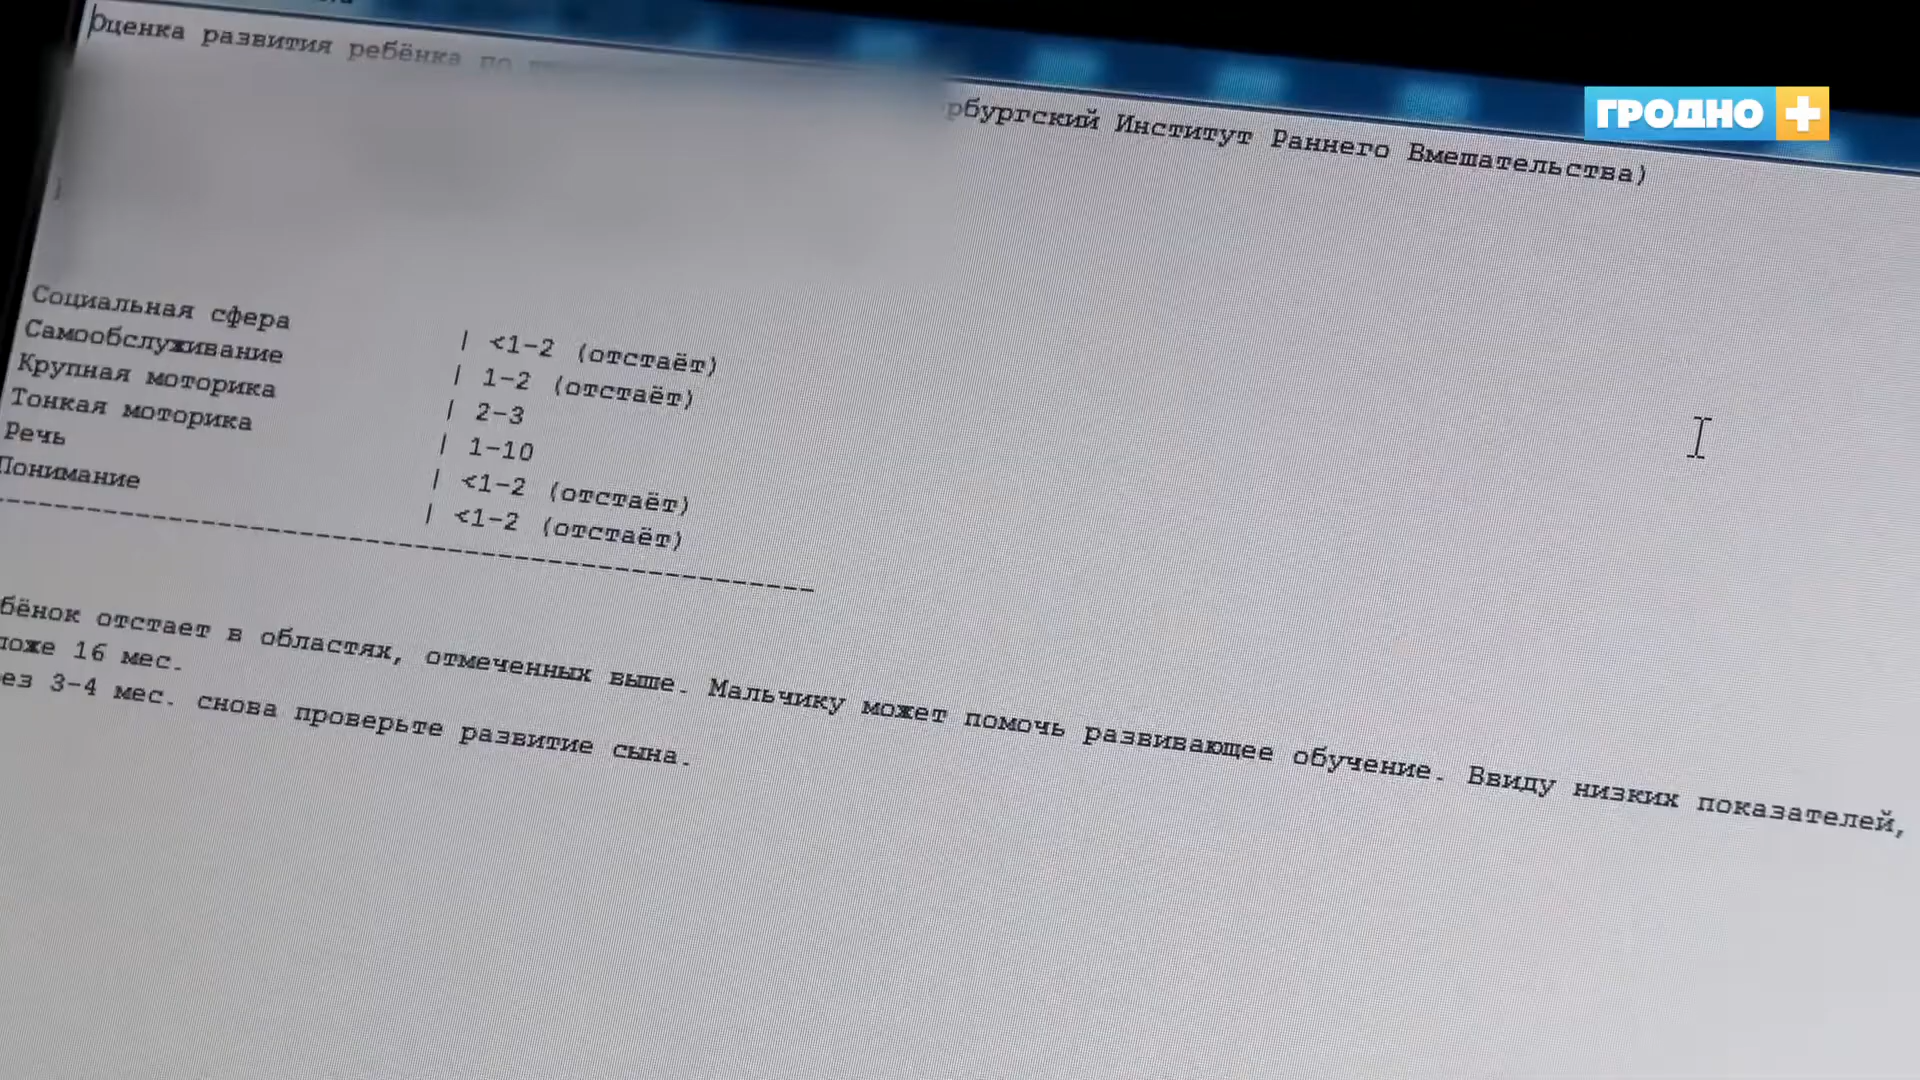 Оценка развития ребёнка по
рбургский Институт Раннего Вмешательства)
ГРОДНО +
Социальная сфера | <1-2 (отстаёт)
Самообслуживание | 1-2 (отстаёт)
Крупная моторика | 2-3
Тонкая моторика | 1-10
Речь | <1-2 (отстаёт)
Понимание | <1-2 (отстаёт)
бёнок отстает в областях, отмеченных выше. Мальчику может помочь развивающее обучение. Ввиду низких показателей,
ложе 16 мес.
ез 3-4 мес. снова проверьте развитие сына.